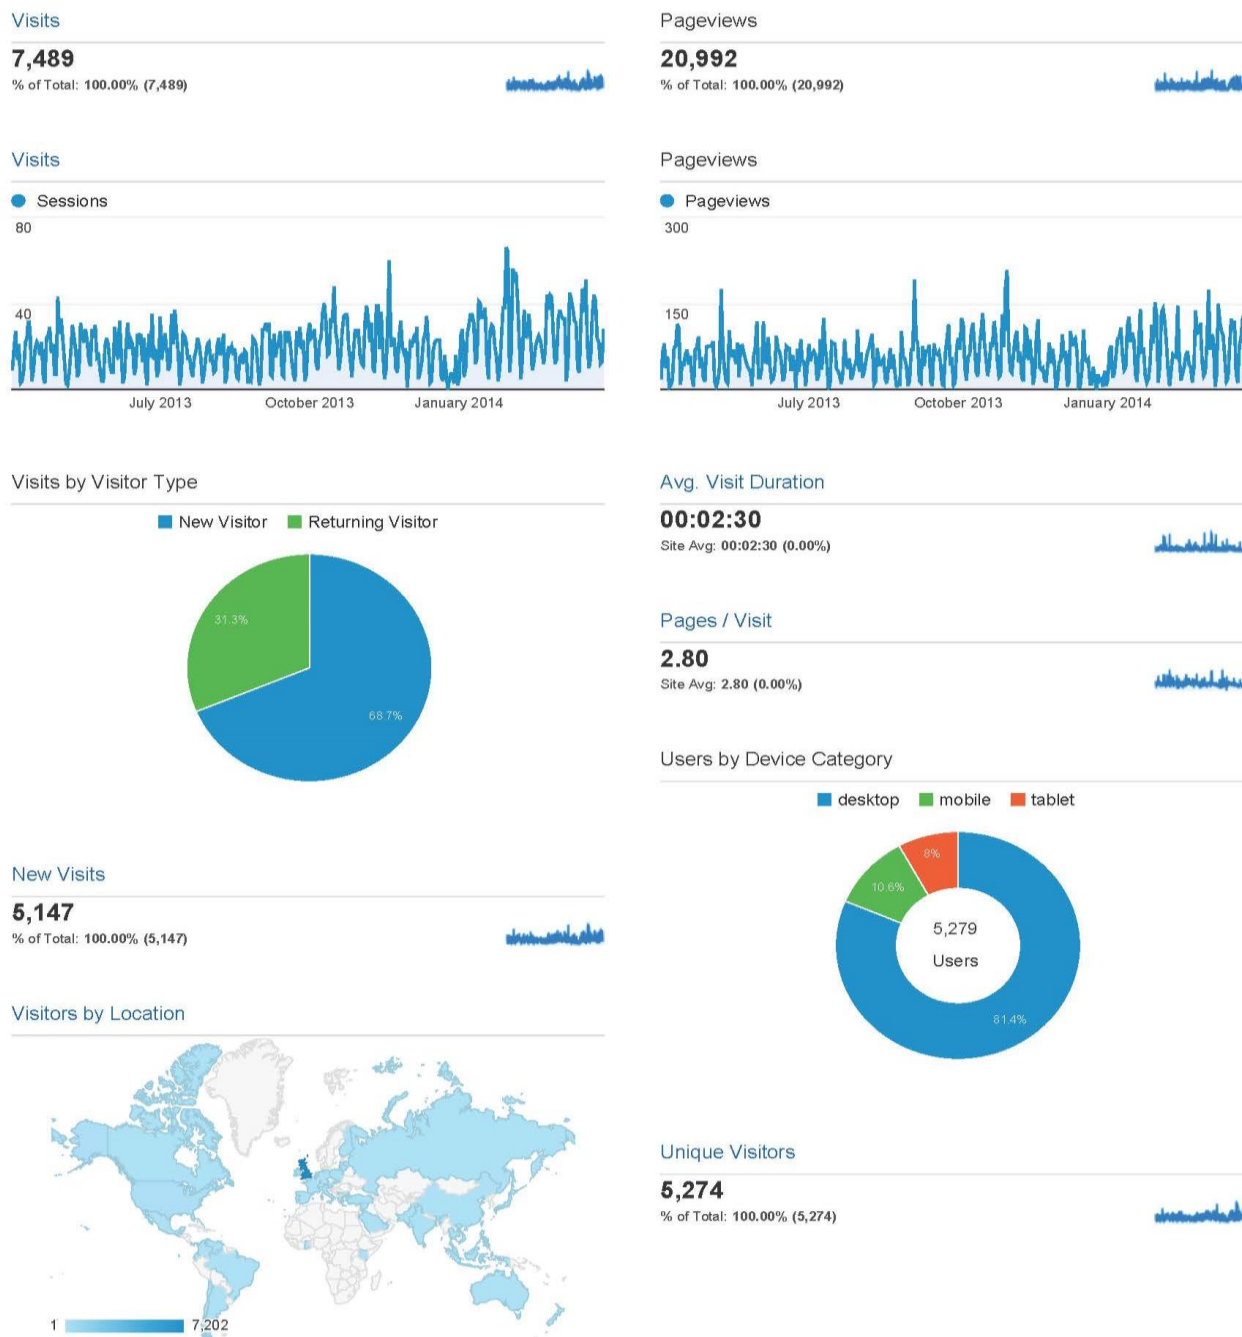 Visits
7,489
% of Total: 100.00% (7,489)
Pageviews
20,992
% of Total: 100.00% (20,992)
Visits
Sessions
80
40
July 2013
October 2013
January 2014
Pageviews
Pageviews
300
150
July 2013
October 2013
January 2014
Visits by Visitor Type
New Visitor
Returning Visitor
31.3%
68.7%
Avg. Visit Duration
00:02:30
Site Avg: 00:02:30 (0.00%)
Pages / Visit
2.80
Site Avg: 2.80 (0.00%)
Users by Device Category
desktop
mobile
tablet
8%
10.6%
5,279
Users
81.4%
New Visits
5,147
% of Total: 100.00% (5,147)
Visitors by Location
1
7,202
Unique Visitors
5,274
% of Total: 100.00% (5,274)